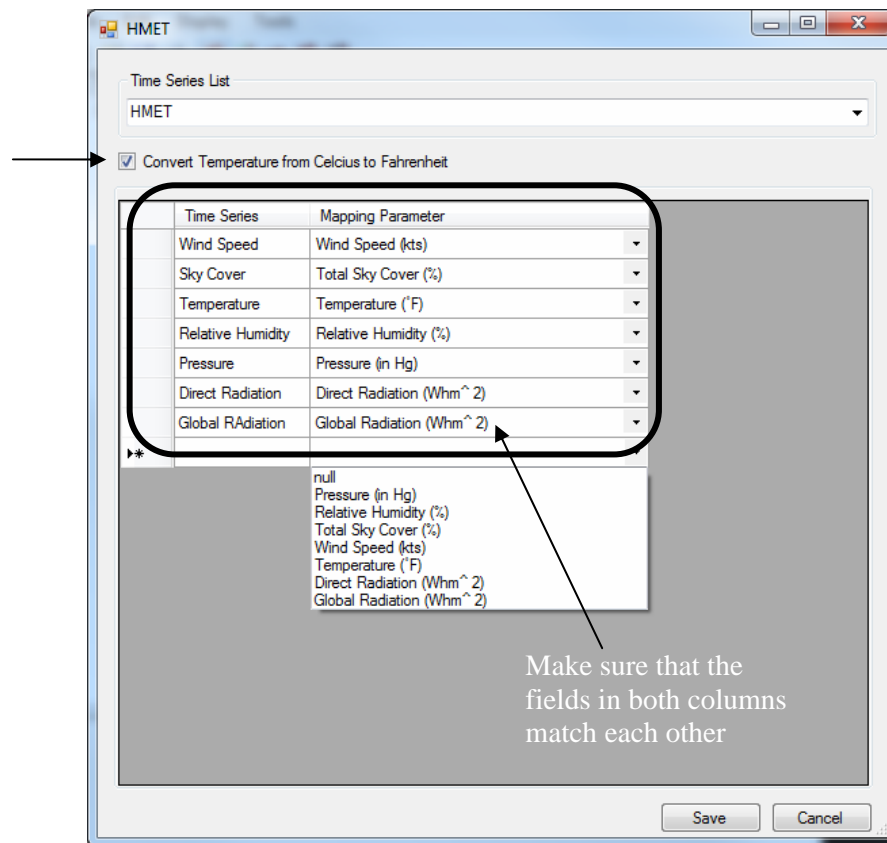 HMET
Time Series List
HMET
Convert Temperature from Celcius to Fahrenheit
Time Series Mapping Parameter
Wind Speed Wind Speed (kts)
Sky Cover Total Sky Cover (%)
Temperature Temperature (°F)
Relative Humidity Relative Humidity (%)
Pressure Pressure (in Hg)
Direct Radiation Direct Radiation (Whm^ 2)
Global RAdiation Global Radiation (Whm^ 2)
null
Pressure (in Hg)
Relative Humidity (%)
Total Sky Cover (%)
Wind Speed (kts)
Temperature (°F)
Direct Radiation (Whm^ 2)
Global Radiation (Whm^ 2)
Make sure that the
fields in both columns
match each other
Save Cancel